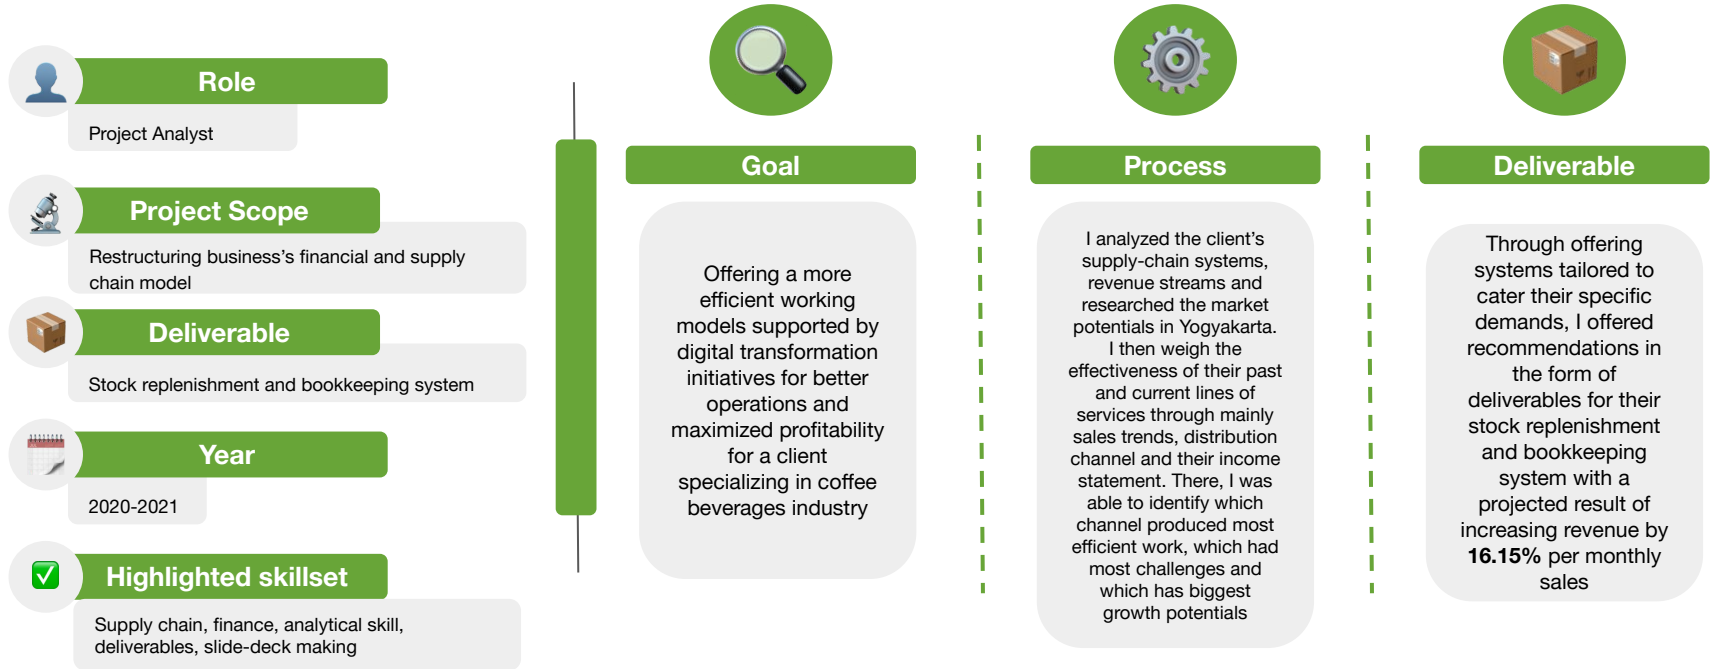 Role
Project Analyst
Project Scope
Restructuring business's financial and supply
chain model
Deliverable
Stock replenishment and bookkeeping system
Year
2020-2021
Highlighted skillset
Supply chain, finance, analytical skill,
deliverables, slide-deck making
Goal
Offering a more
efficient working
models supported by
digital transformation
initiatives for better
operations and
maximized profitability
for a client
specializing in coffee
beverages industry
Process
I analyzed the client's
supply-chain systems,
revenue streams and
researched the market
potentials in Yogyakarta.
I then weigh the
effectiveness of their past
and current lines of
services through mainly
sales trends, distribution
channel and their income
statement. There, I was
able to identify which
channel produced most
efficient work, which had
most challenges and
which has biggest
growth potentials
Deliverable
Through offering
systems tailored to
cater their specific
demands, I offered
recommendations in
the form of
deliverables for their
stock replenishment
and bookkeeping
system with a
projected result of
increasing revenue by
16.15% per monthly
sales